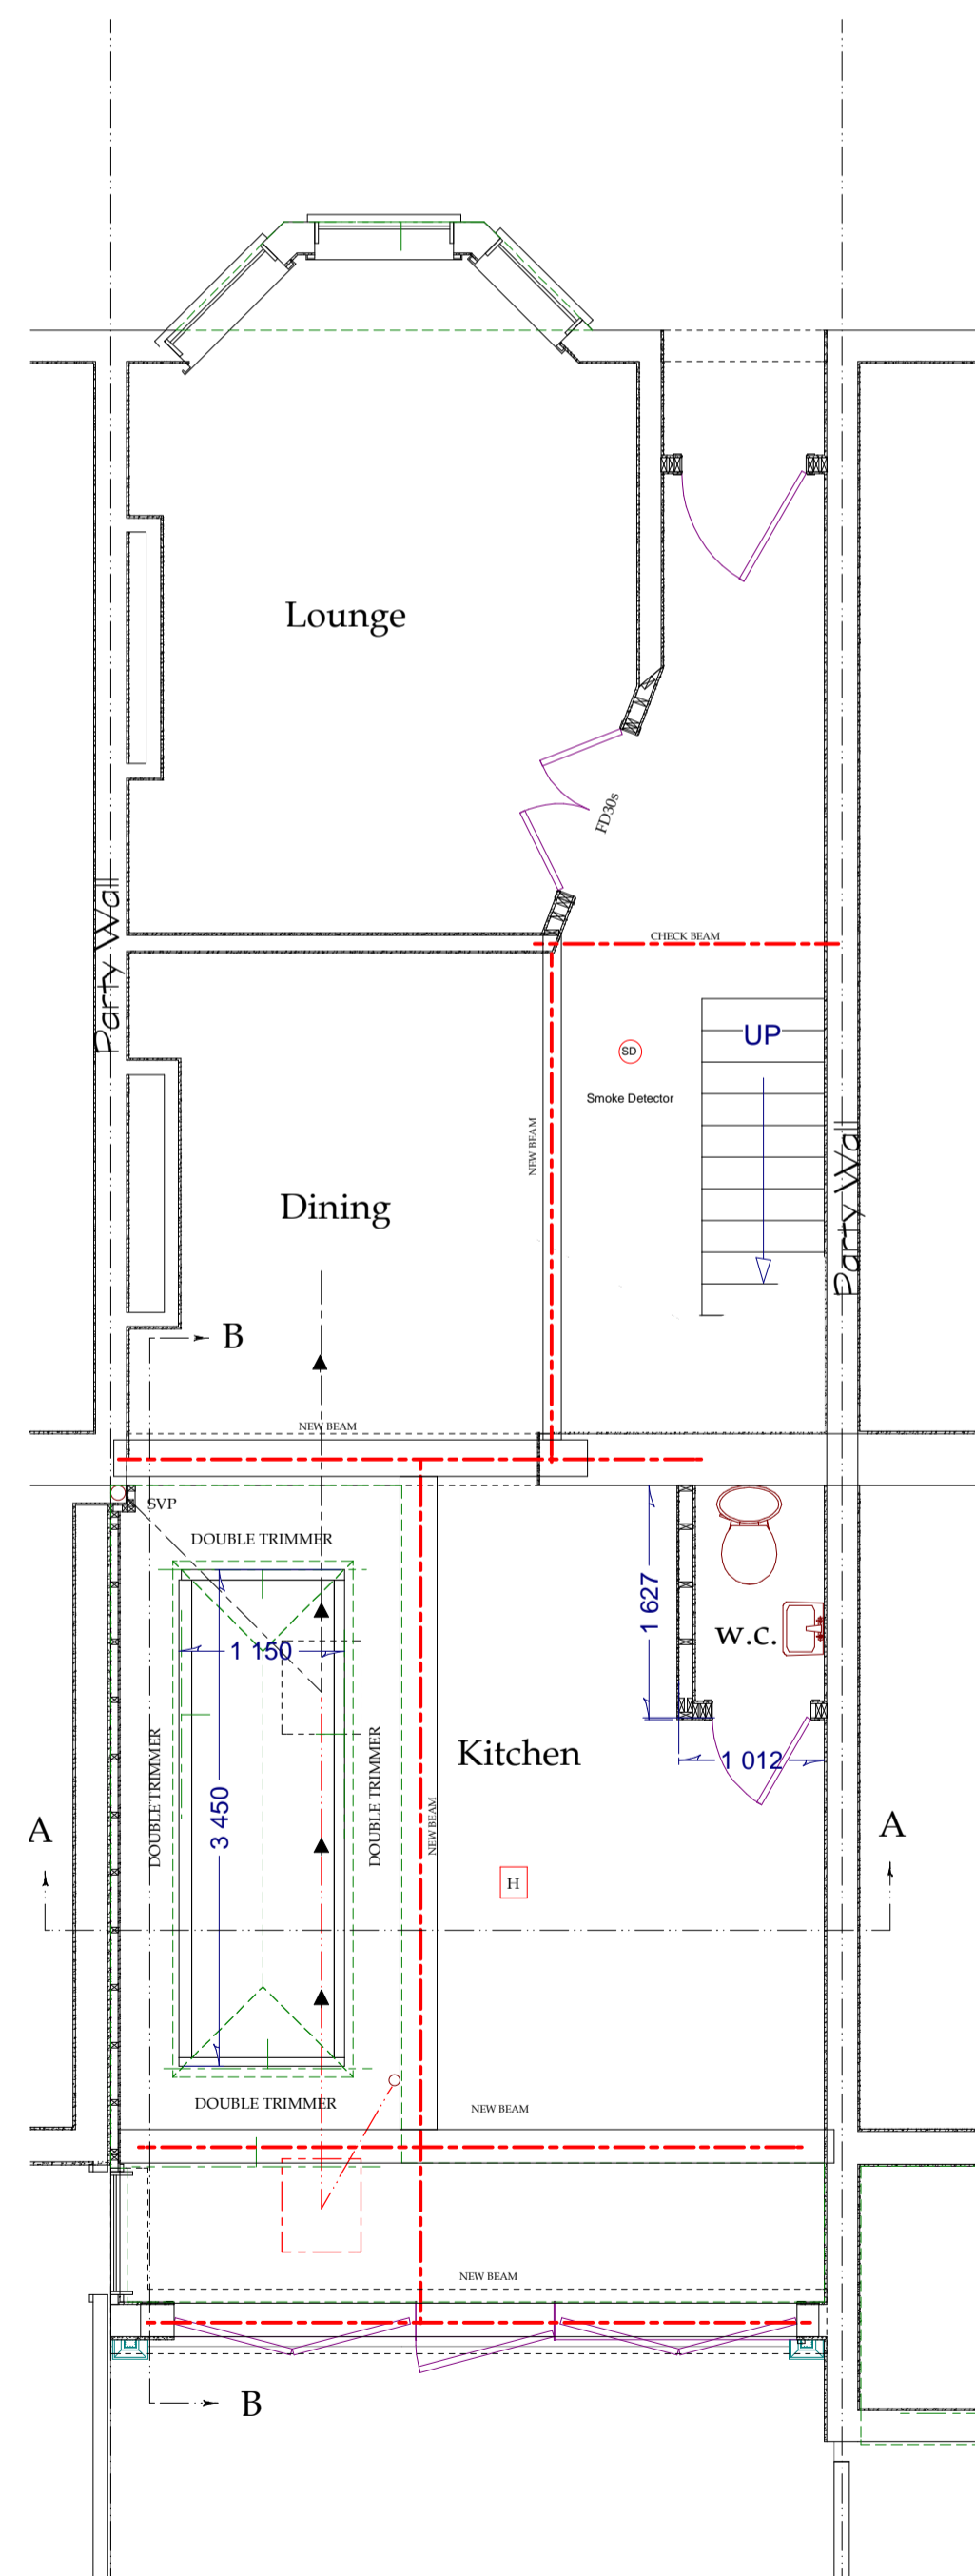 Lounge
FD30s
Party Wall
CHECK BEAM
UP
SD
Smoke Detector
NEW BEAM
Party Wall
Dining
B
NEW BEAM
SVP
DOUBLE TRIMMER
1 627
w.c.
1 150
DOUBLE TRIMMER
DOUBLE TRIMMER
Kitchen
1 012
3 450
NEW BEAM
A
A
H
DOUBLE TRIMMER
NEW BEAM
NEW BEAM
B